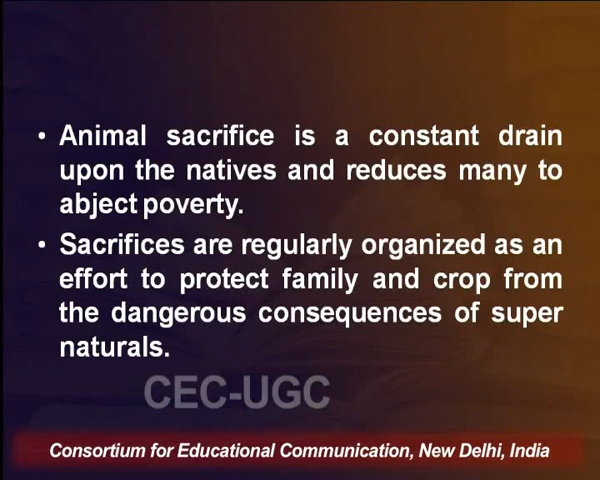 • Animal sacrifice is a constant drain
upon the natives and reduces many to
abject poverty.
• Sacrifices are regularly organized as an
effort to protect family and crop from
the dangerous consequences of super
naturals.
CEC-UGC
Consortium for Educational Communication, New Delhi, India